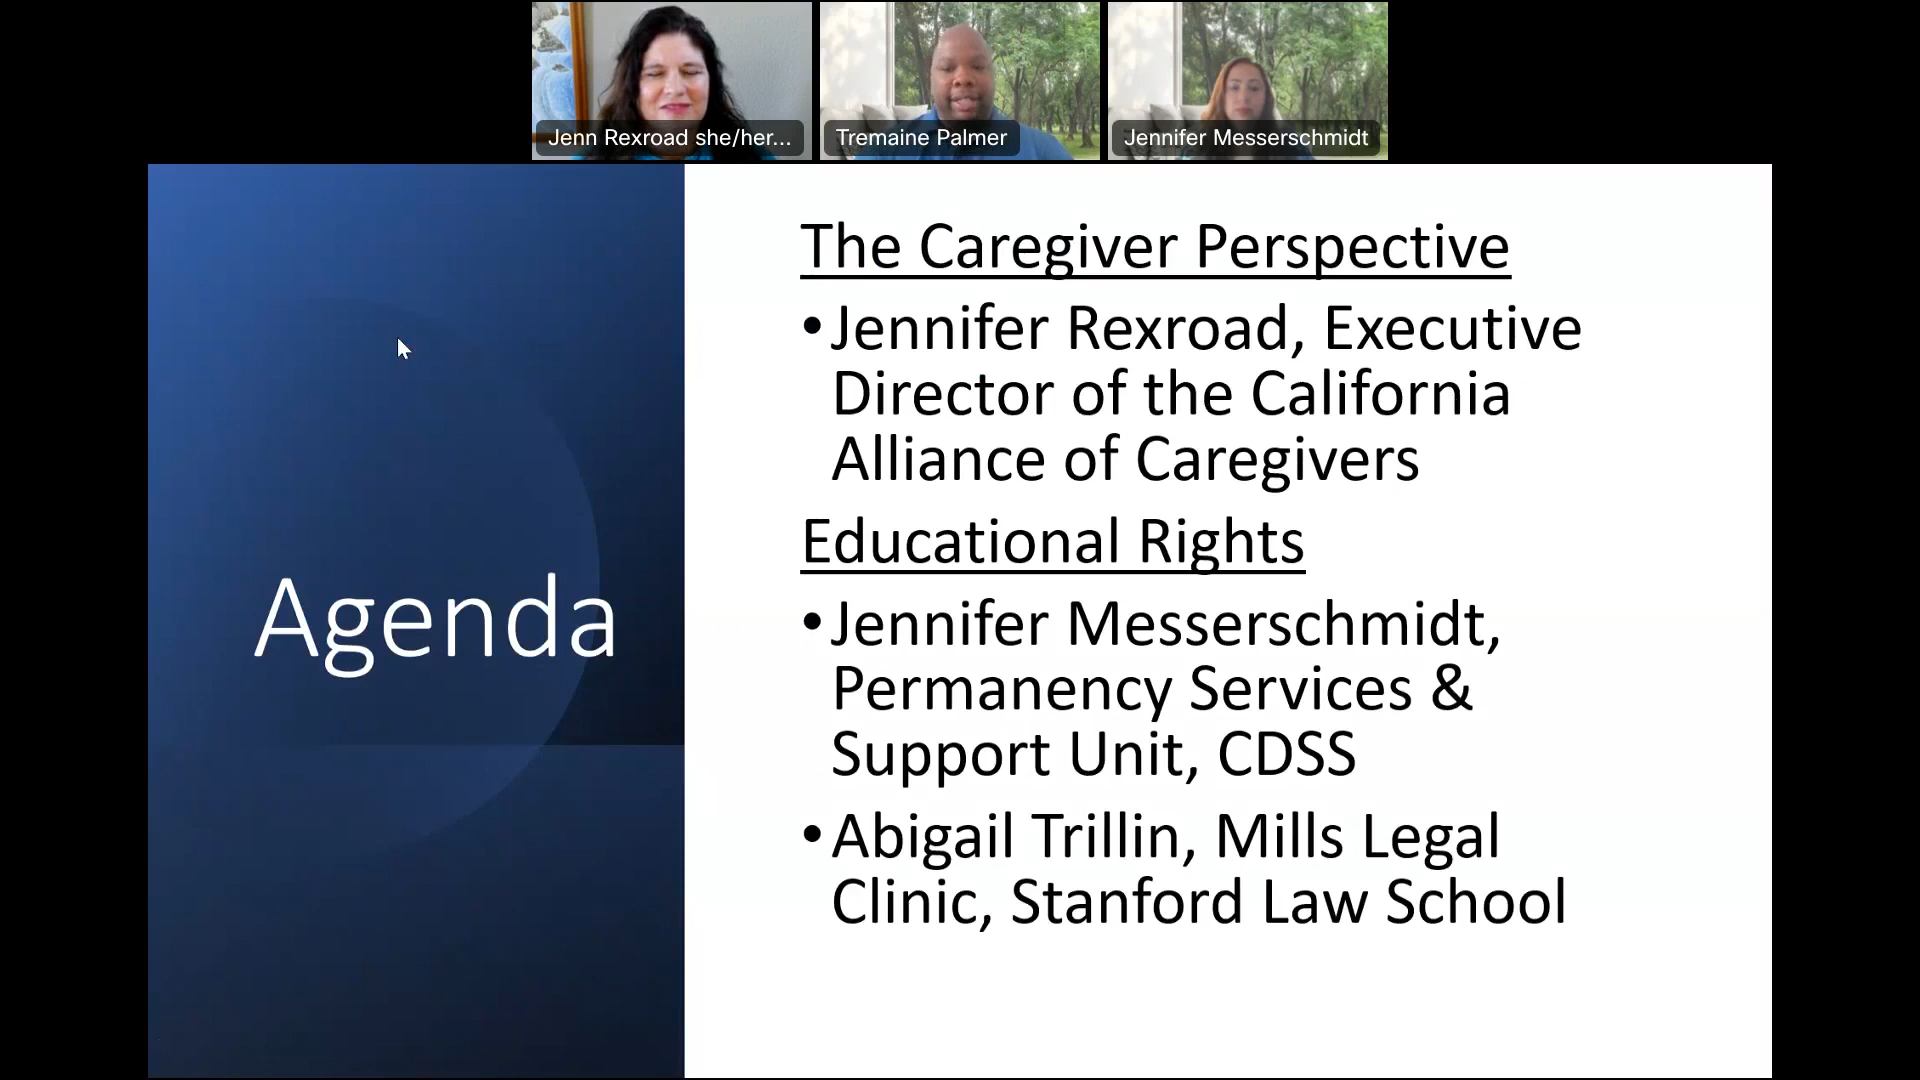 Jenn Rexroad she/her...
Tremaine Palmer
Jennifer Messerschmidt
Agenda
The Caregiver Perspective
•Jennifer Rexroad, Executive
Director of the California
Alliance of Caregivers
Educational Rights
•Jennifer Messerschmidt,
Permanency Services &
Support Unit, CDSS
•Abigail Trillin, Mills Legal
Clinic, Stanford Law School